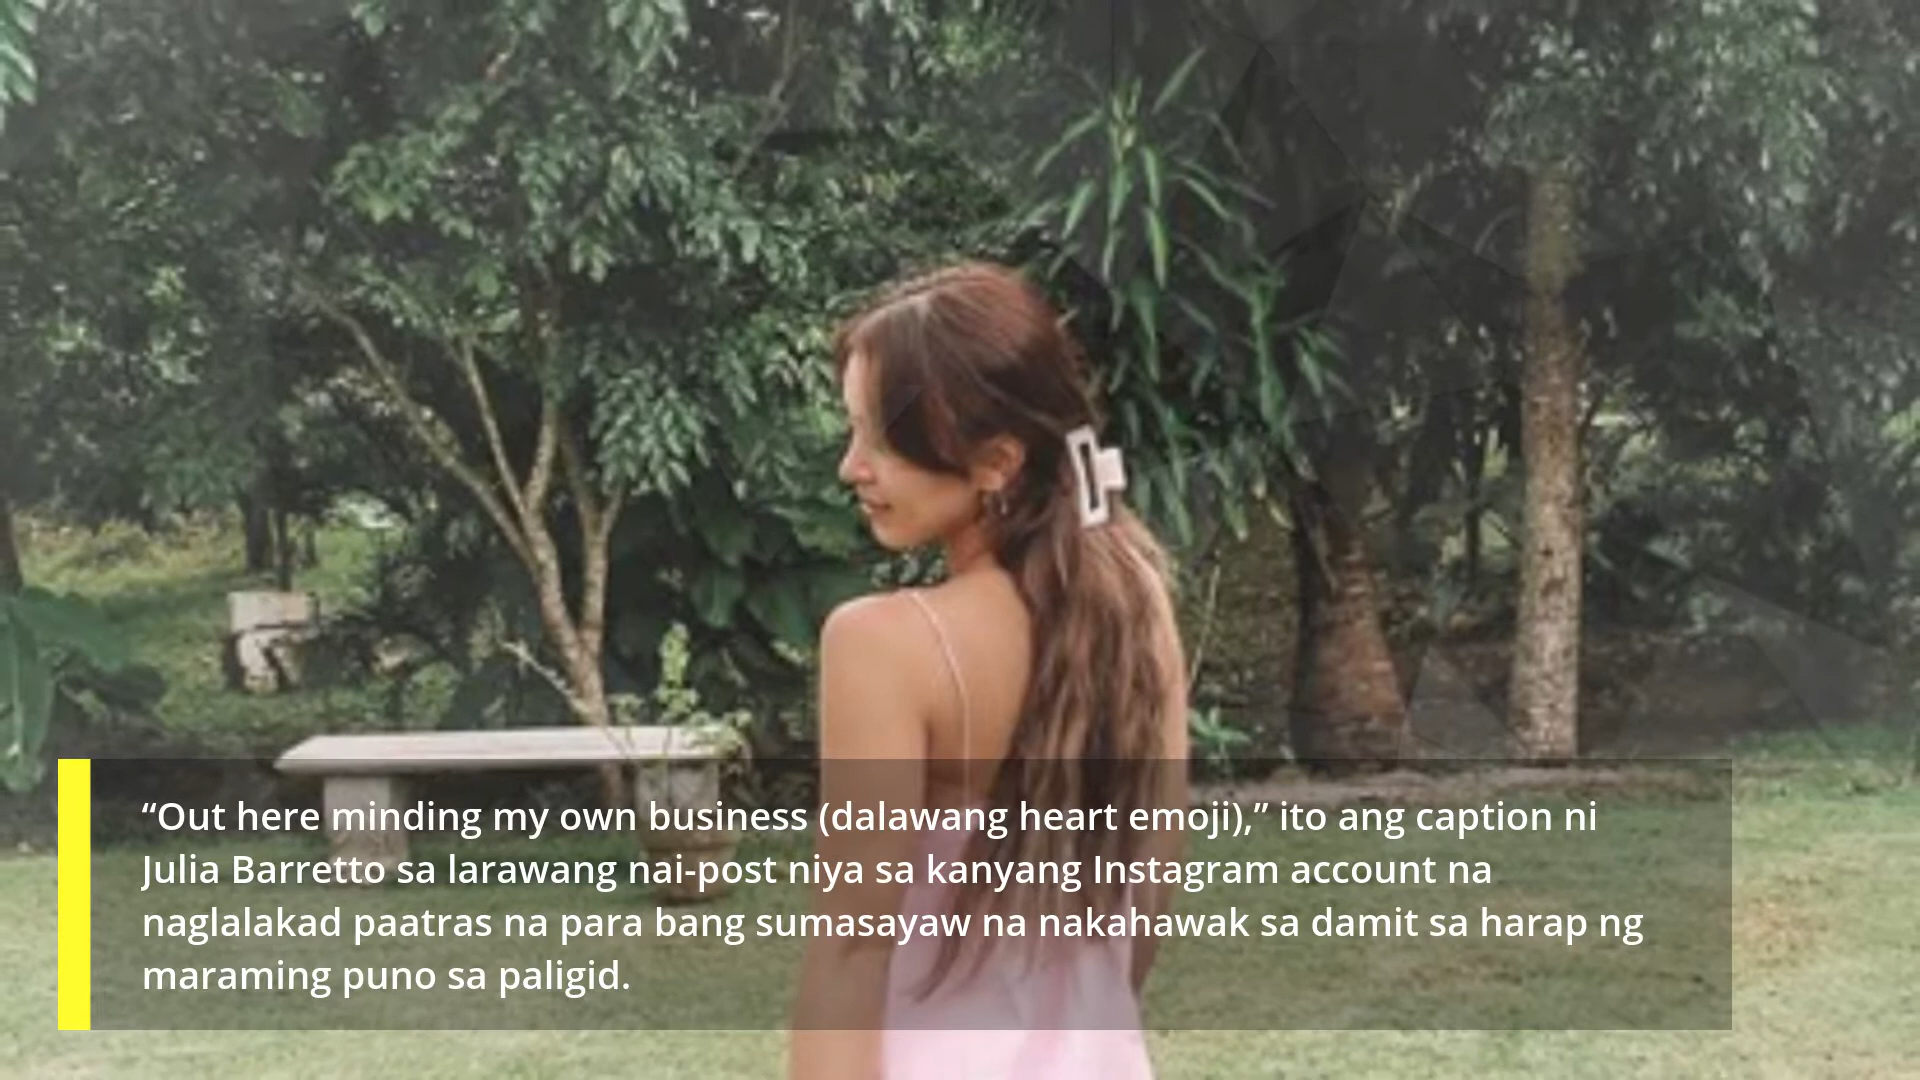 “Out here minding my own business (dalawang heart emoji),” ito ang caption ni
Julia Barretto sa larawang nai-post niya sa kanyang Instagram account na
naglalakad paatras na para bang sumasayaw na nakahawak sa damit sa harap ng
maraming puno sa paligid.